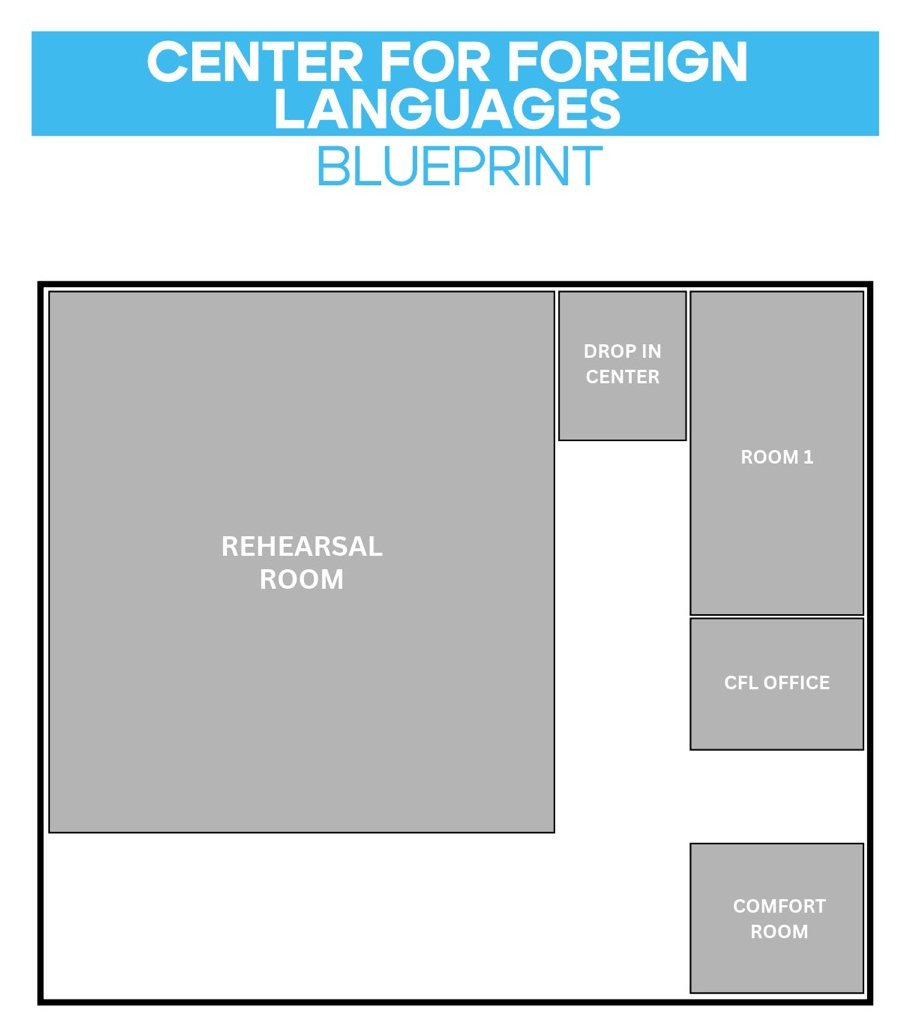 CENTER FOR FOREIGN
LANGUAGES
BLUEPRINT
DROP IN
CENTER
ROOM 1
REHEARSAL
ROOM
CFL OFFICE
COMFORT
ROOM